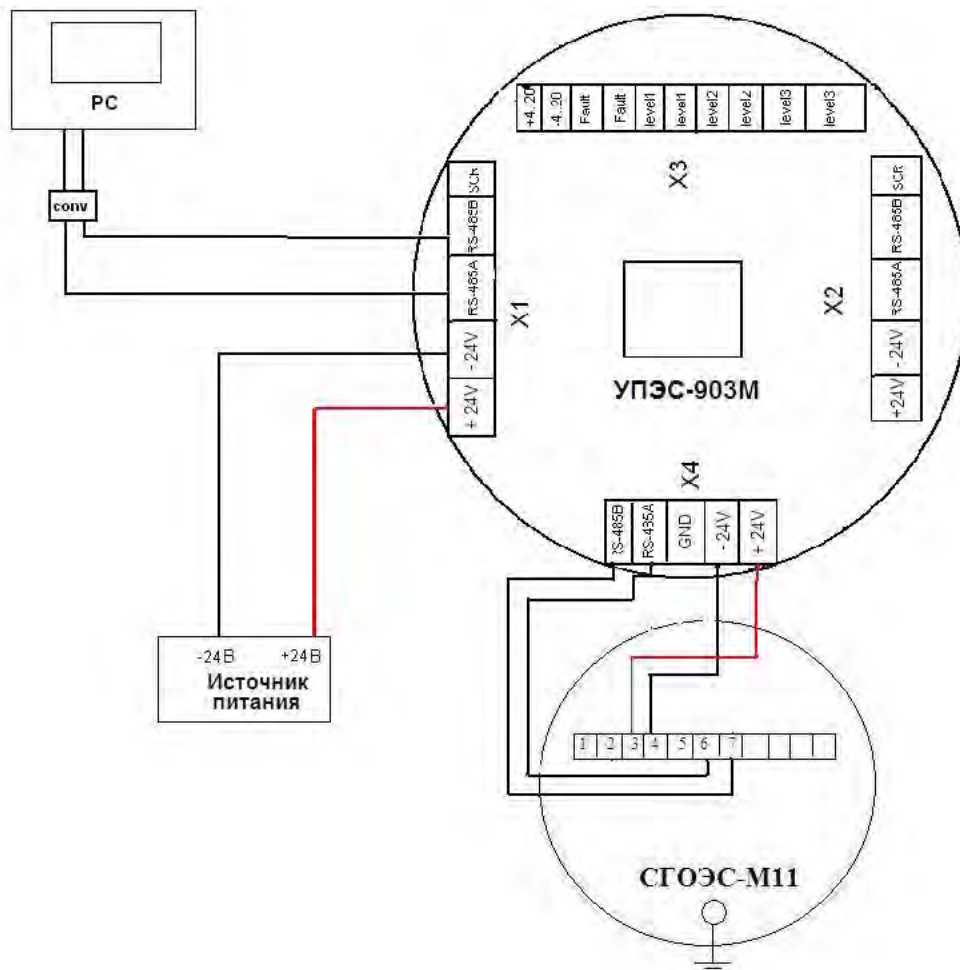 PC
conv
+4..20
-4..20
Fault
Fault
level1
level1
level2
level2
level3
level3
X3
SCR
RS-485B
RS-485A
-24V
+24V
X1
SCR
RS-485B
RS-485A
-24V
+24V
X2
УПЭС-903М
X4
RS-485B
RS-485A
GND
-24V
+24V
-24В +24В
Источник
питания
1 2 3 4 5 6 7
СГОЭС-М11